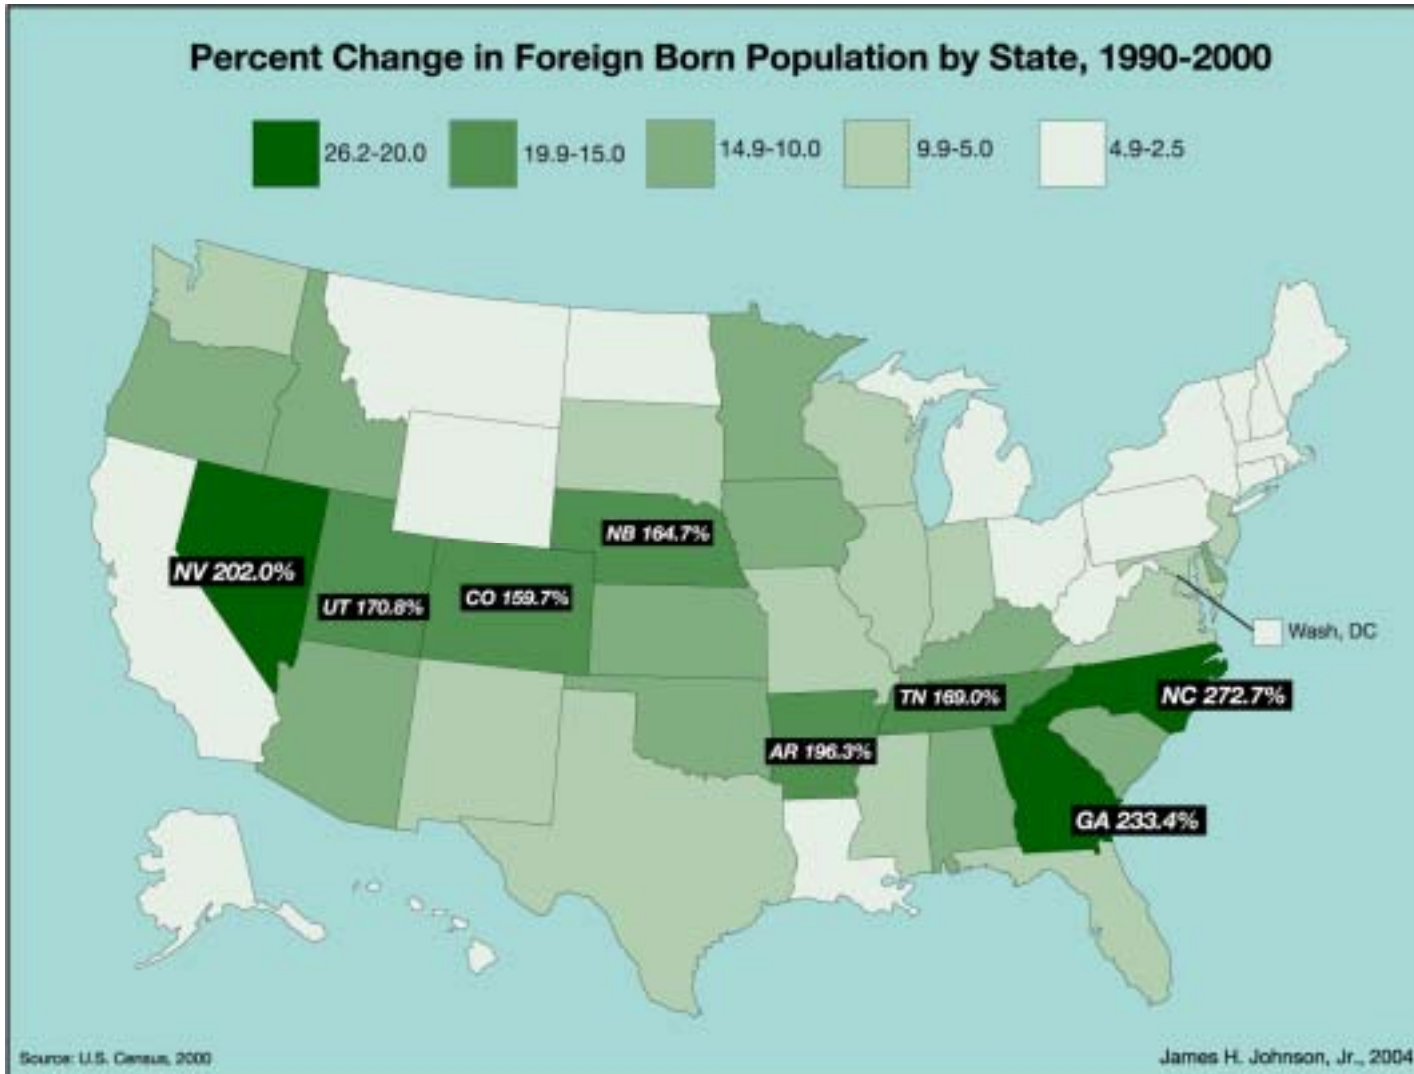 Percent Change in Foreign Born Population by State, 1990-2000
26.2-20.0
19.9-15.0
14.9-10.0
9.9-5.0
4.9-2.5
NB 164.7%
NV 202.0%
UT 170.8%
CO 159.7%
Wash, DC
TN 169.0%
NC 272.7%
AR 196.3%
GA 233.4%
Source: U.S. Census, 2000
James H. Johnson, Jr., 2004